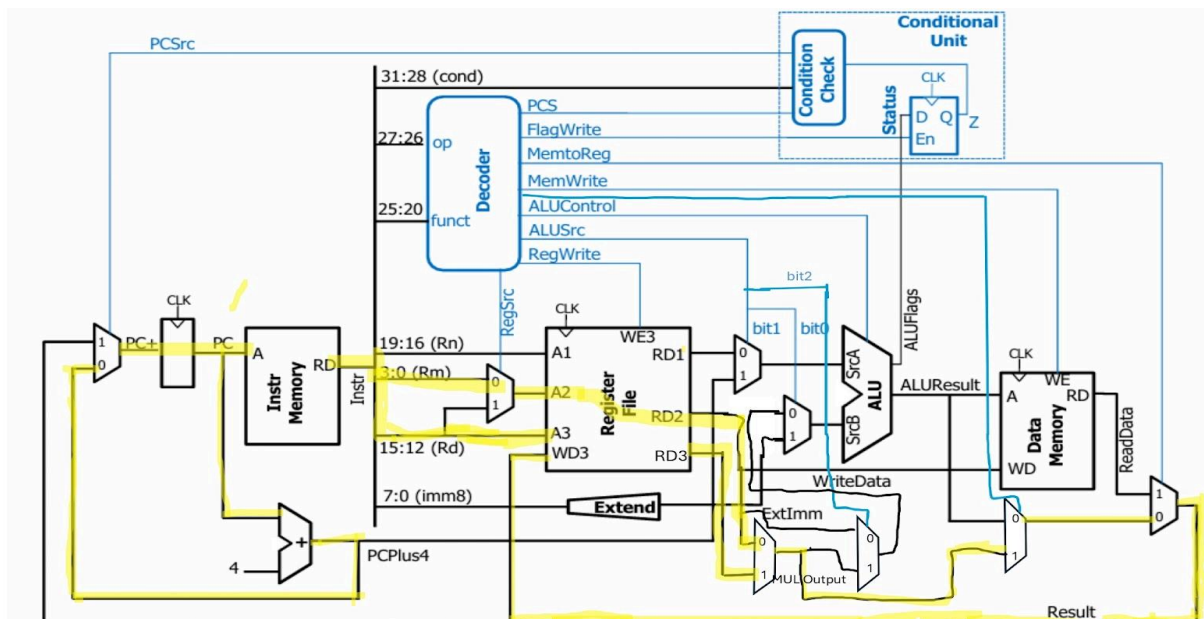 Conditional
Unit
PCSrc
Condition
Check
31:28 (cond)
CLK
Status
D Q
En
Z
PCS
FlagWrite
MemtoReg
MemWrite
ALUControl
ALUSrc
RegWrite
27:26
op
Decoder
25:20
funct
RegSrc
bit2
bit1
bit0
ALUFlags
CLK
1
0
PC+
PC
A
RD
Instr
Memory
Instr
19:16 (Rn)
3:0 (Rm)
15:12 (Rd)
7:0 (imm8)
0
1
CLK
WE3
A1
RD1
A2
RD2
A3
RD3
WD3
Register
File
0
1
0
1
SrcA
SrcB
ALU
ALUResult
CLK
WE
A
RD
Data
Memory
WD
ReadData
1
0
WriteData
Extend
ExtImm
0
1
MULOutput
0
1
0
1
+
4
PCPlus4
Result